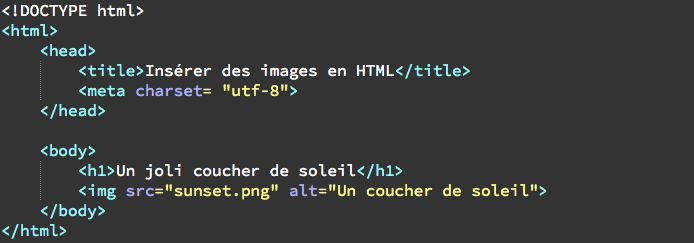 <!DOCTYPE html>
<html>
    <head>
        <title>Insérer des images en HTML</title>
        <meta charset= "utf-8">
    </head>

    <body>
        <h1>Un joli coucher de soleil</h1>
        <img src="sunset.png" alt="Un coucher de soleil">
    </body>
</html>